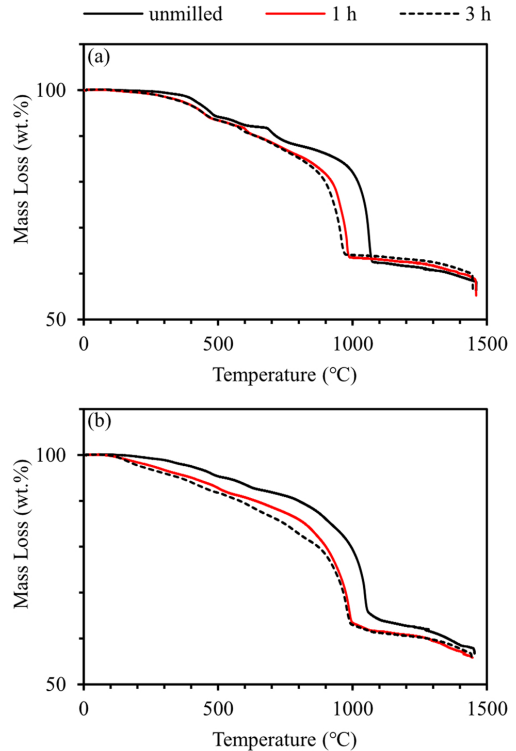 unmilled 1 h 3 h
(a)
100
50
Mass Loss (wt.%)
0 500 1000 1500
Temperature (℃)
(b)
100
50
Mass Loss (wt.%)
0 500 1000 1500
Temperature (℃)